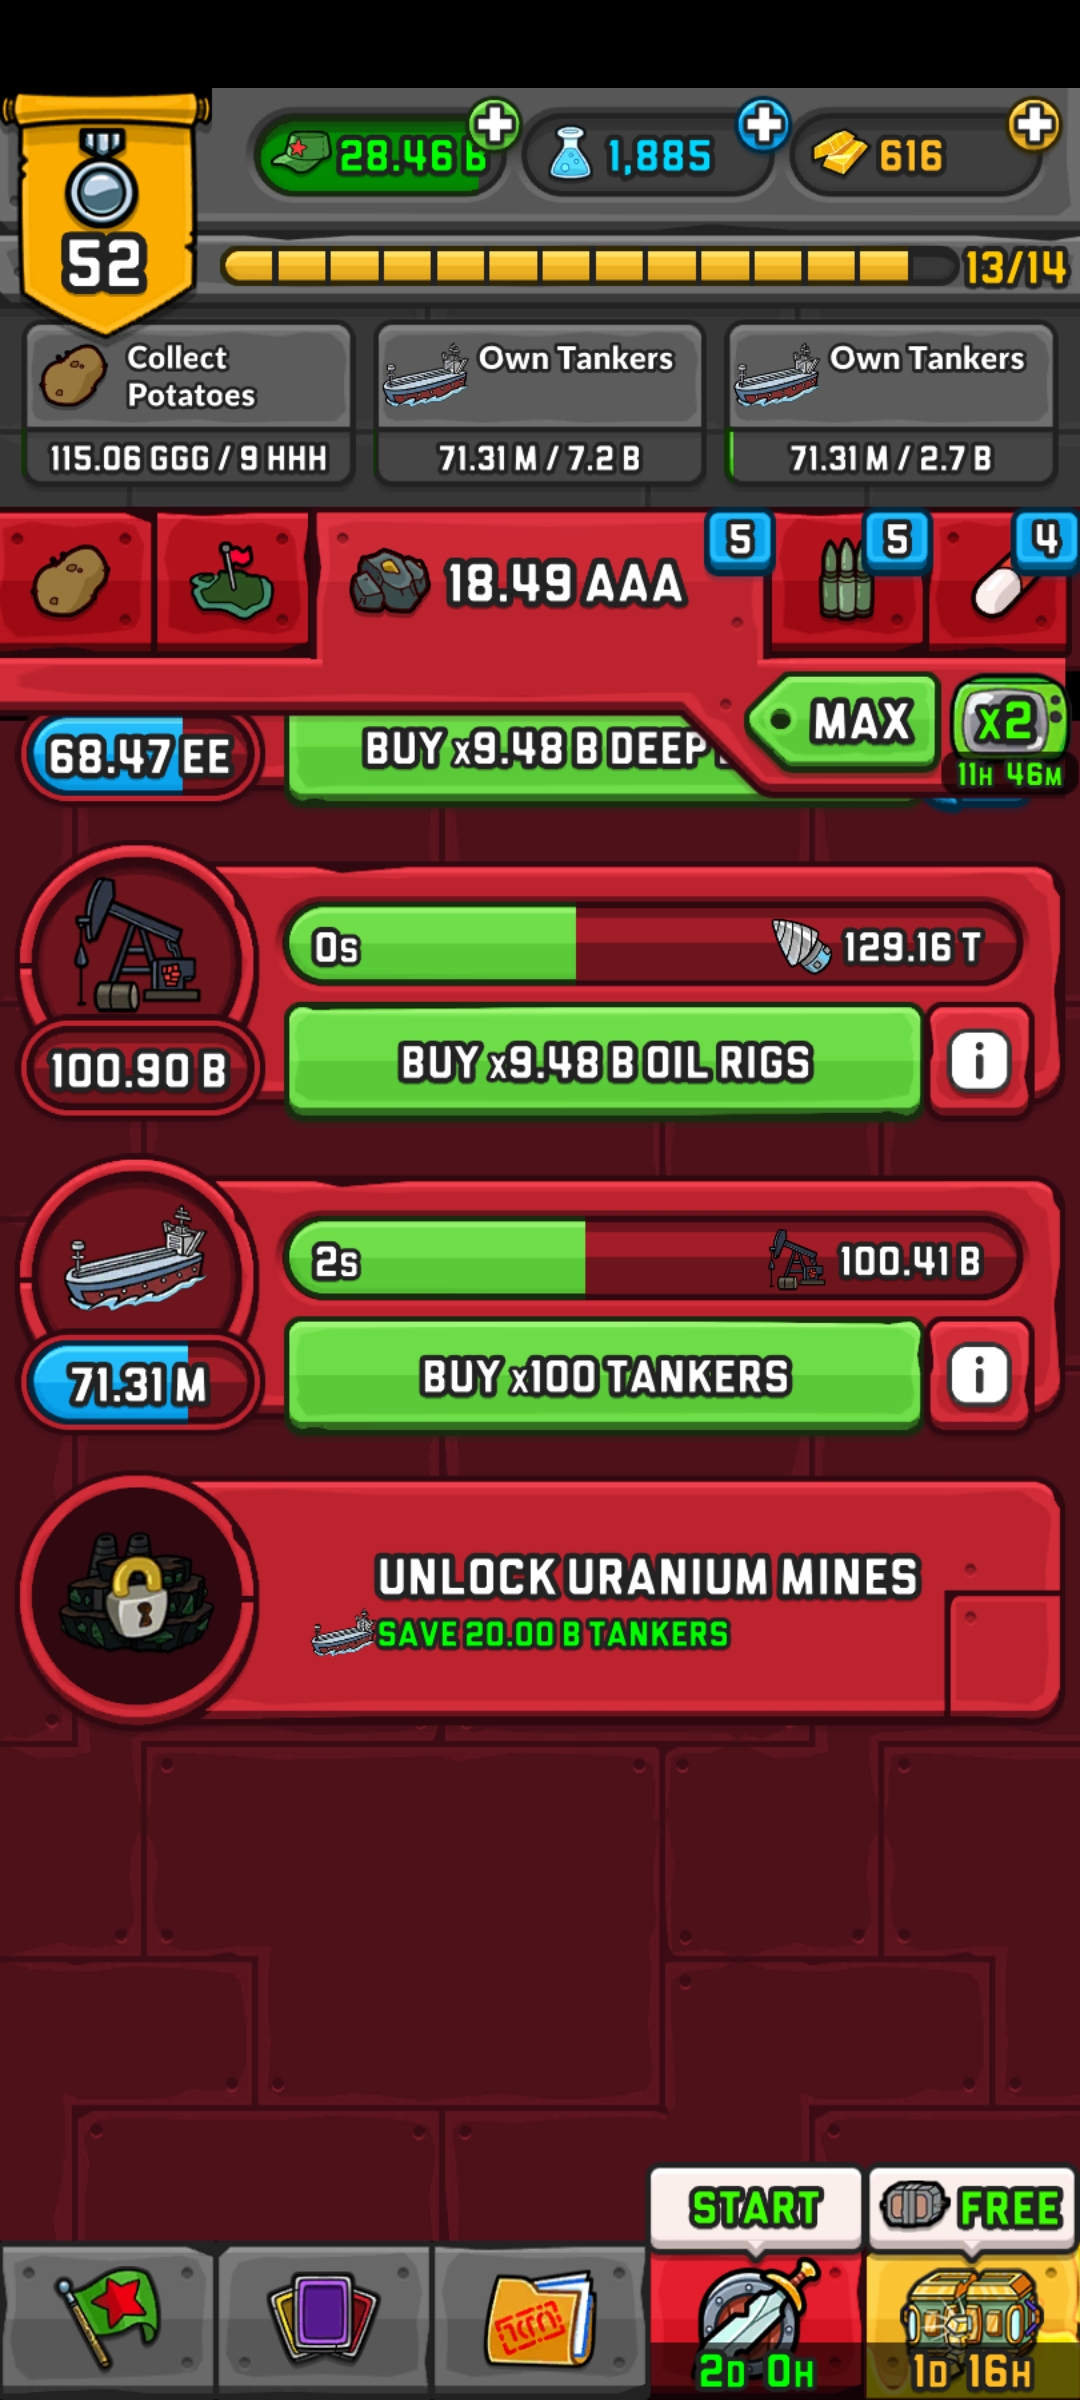 28.46 B
1,885
616
52
13/14
Collect
Potatoes
Own Tankers
Own Tankers
115.06 GGG / 9 HHH
71.31 M / 7.2 B
71.31 M / 2.7 B
18.49 AAA
5
5
4
MAX
x2
11H 46M
68.47 EE
BUY x9.48 B DEEP
0s
129.16 T
100.90 B
BUY x9.48 B OIL RIGS
i
2s
100.41 B
71.31 M
BUY x100 TANKERS
i
UNLOCK URANIUM MINES
SAVE 20.00 B TANKERS
START
FREE
2D 0H
1D 16H